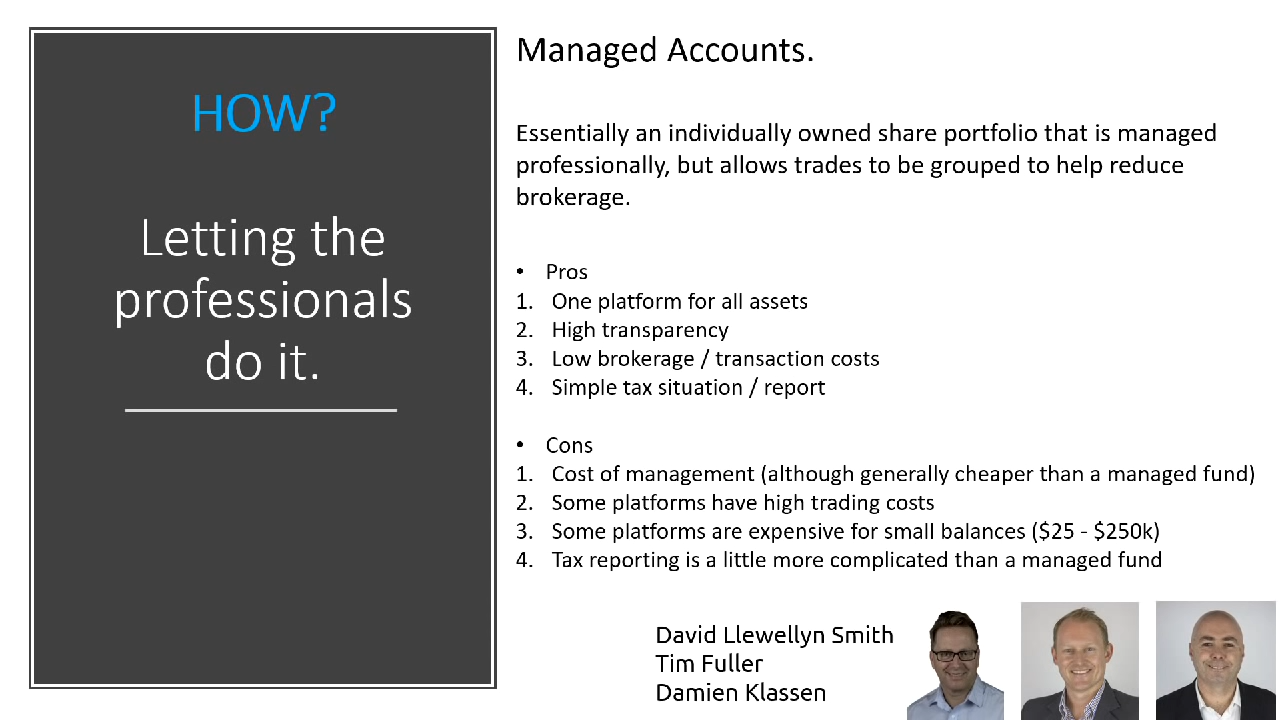 HOW?
Letting the
professionals
do it.
Managed Accounts.
Essentially an individually owned share portfolio that is managed
professionally, but allows trades to be grouped to help reduce
brokerage.
• Pros
1. One platform for all assets
2. High transparency
3. Low brokerage / transaction costs
4. Simple tax situation / report
• Cons
1. Cost of management (although generally cheaper than a managed fund)
2. Some platforms have high trading costs
3. Some platforms are expensive for small balances ($25 - $250k)
4. Tax reporting is a little more complicated than a managed fund
David Llewellyn Smith
Tim Fuller
Damien Klassen